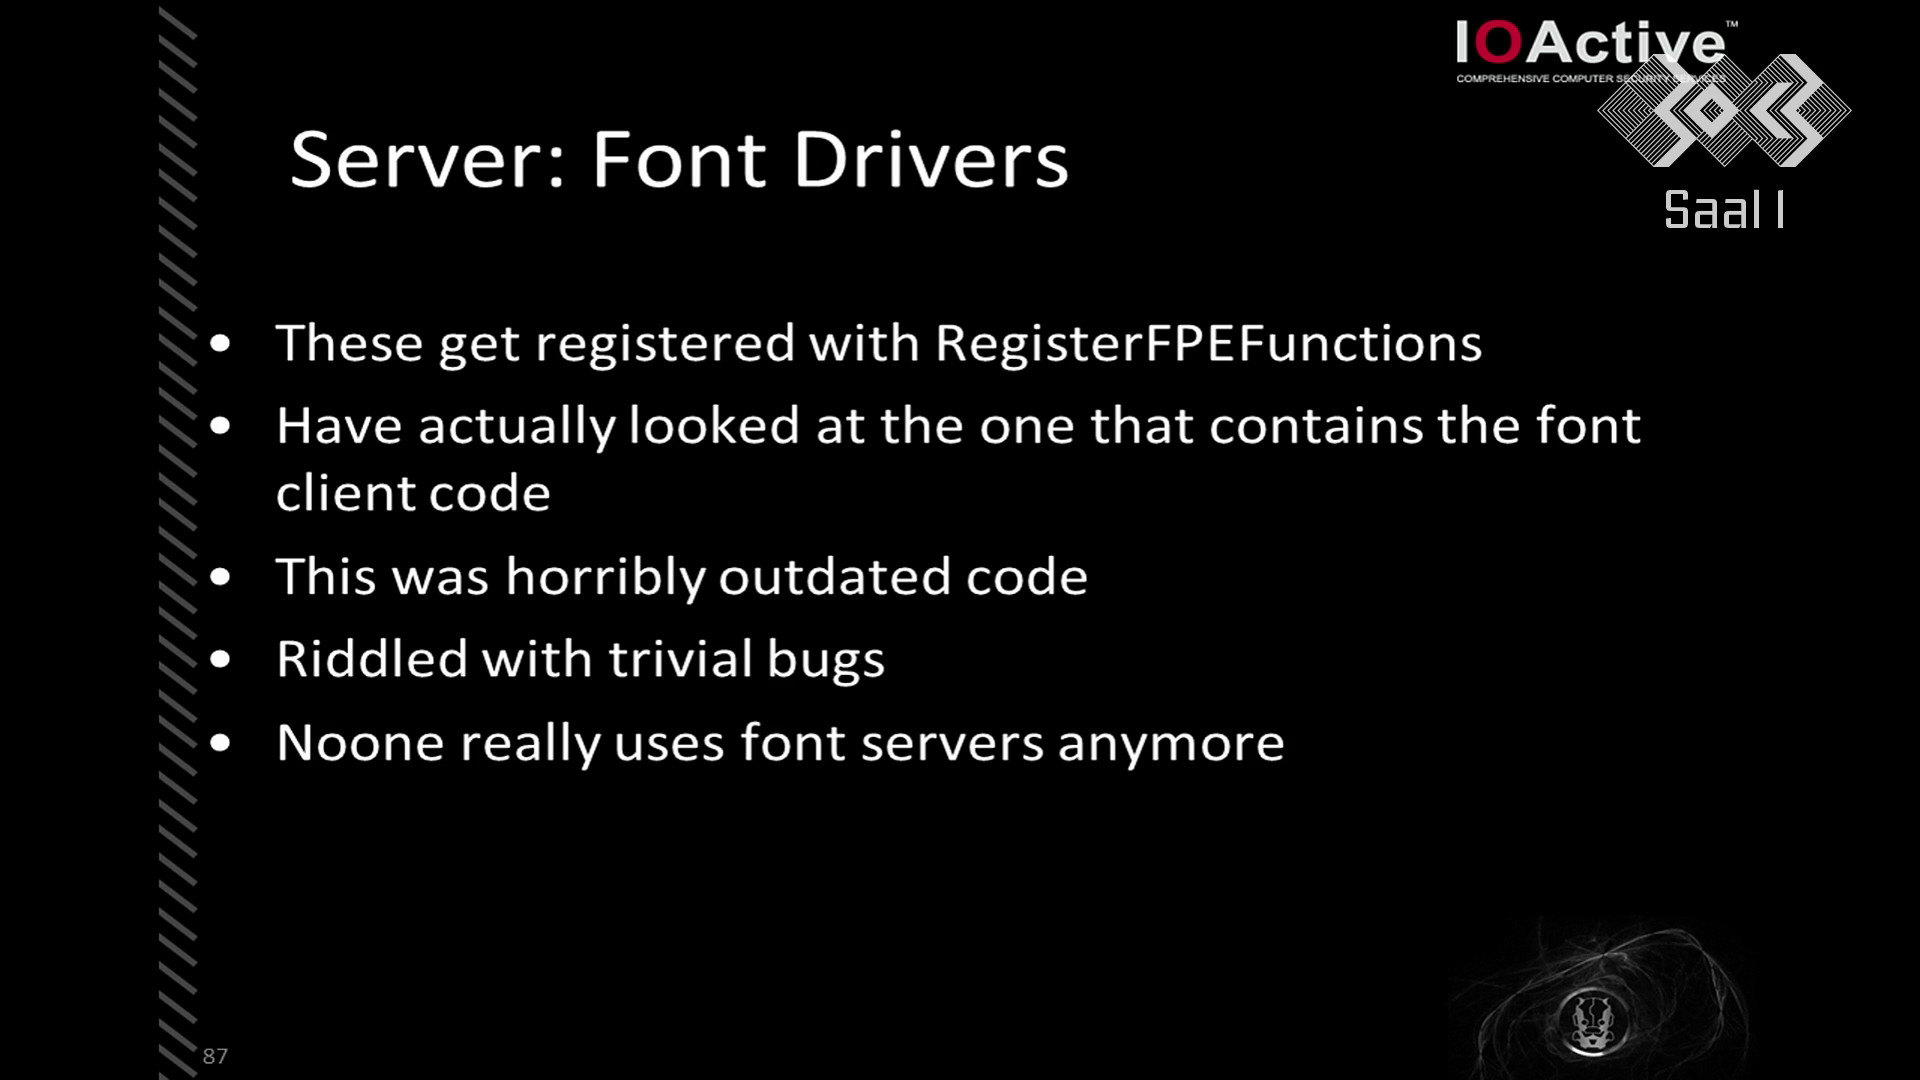 IOActive™
COMPREHENSIVE COMPUTER SECURITY SERVICES
Saal 1
Server: Font Drivers
• These get registered with RegisterFPEFunctions
• Have actually looked at the one that contains the font
client code
• This was horribly outdated code
• Riddled with trivial bugs
• Noone really uses font servers anymore
87